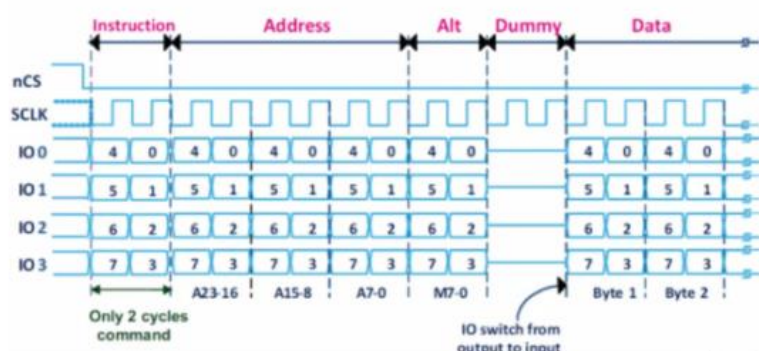 Instruction Address Alt Dummy Data
nCS
SCLK
IO 0 4 0 4 0 4 0 4 0 4 0 4 0 4 0
IO 1 5 1 5 1 5 1 5 1 5 1 5 1 5 1
IO 2 6 2 6 2 6 2 6 2 6 2 6 2 6 2
IO 3 7 3 7 3 7 3 7 3 7 3 7 3 7 3
A23-16 A15-8 A7-0 M7-0 Byte 1 Byte 2
Only 2 cycles
command
IO switch from
output to input